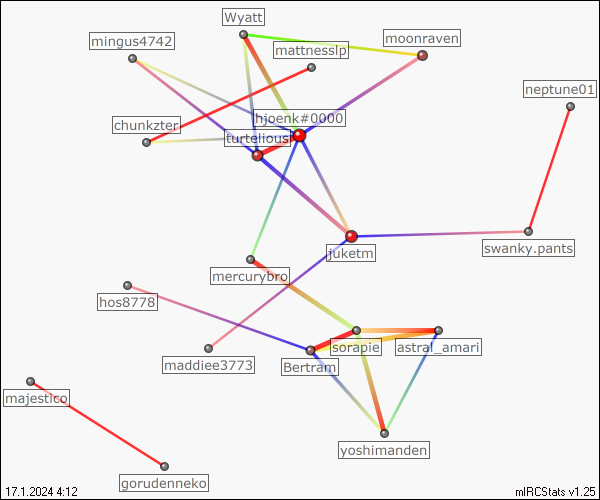 Wyatt
mingus4742
moonraven
mattnesslp
neptune01
chunkzter
hjoenk#0000
furtelious
swanky.pants
juketm
mercurybro
hos8778
sorapie
astral_amari
maddiee3773
Bertram
majestico
yoshimanden
gorudenneko
17.1.2024 4:12
mIRCStats v1.25